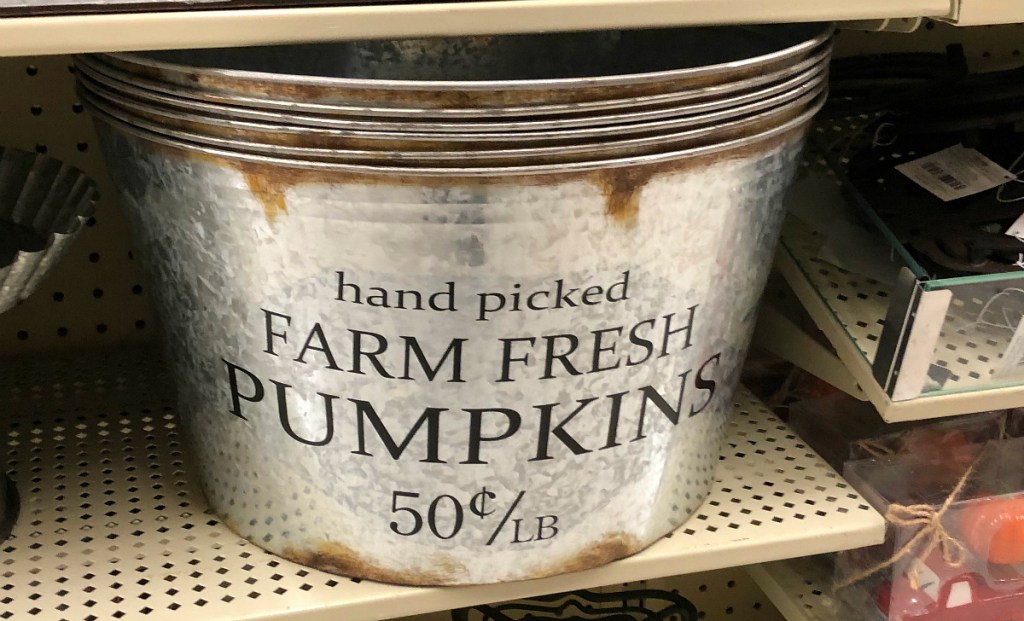 hand picked
FARM FRESH
PUMPKINS
50¢/LB